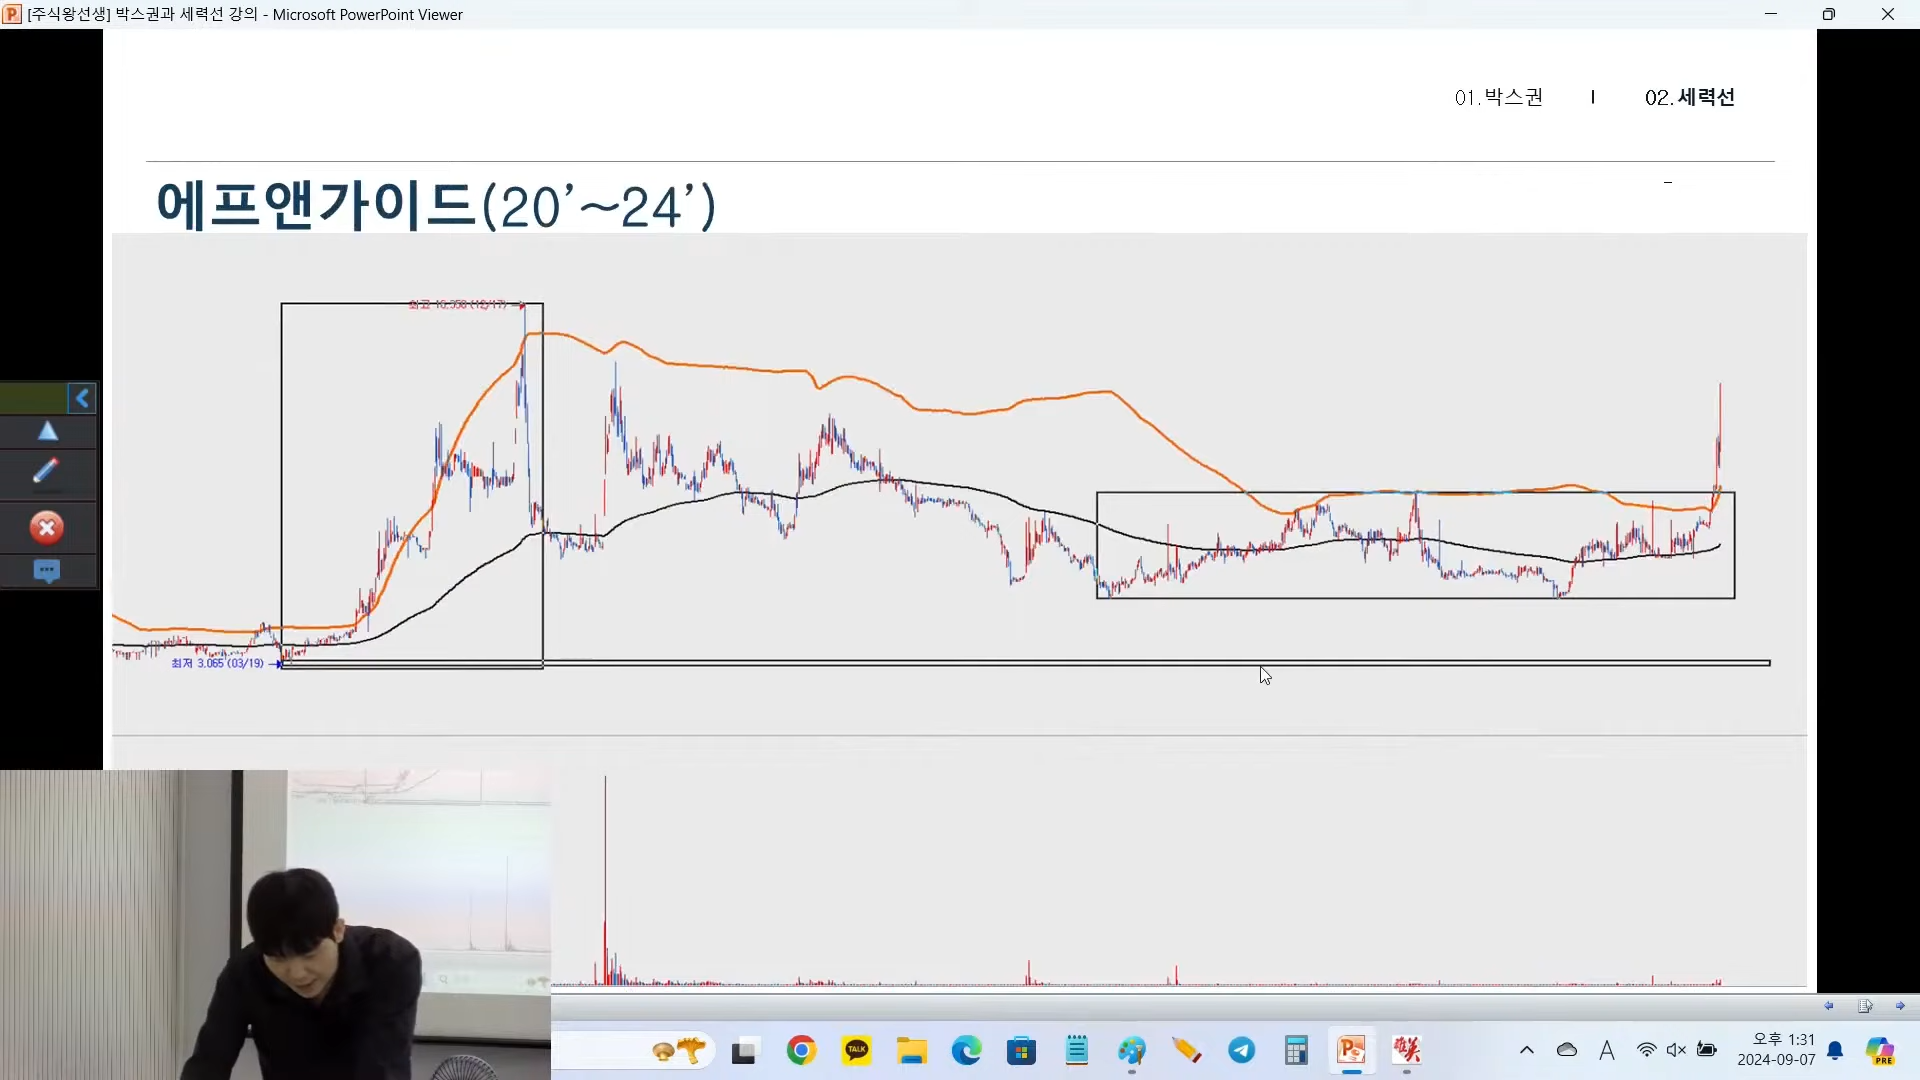 [주식왕선생] 박스권과 세력선 강의 - Microsoft PowerPoint Viewer
01.박스권 | 02.세력선
에프앤가이드(20’~24’)
최저 3,065 (03/19)
TALK
A
오후 1:31
2024-09-07
PRE